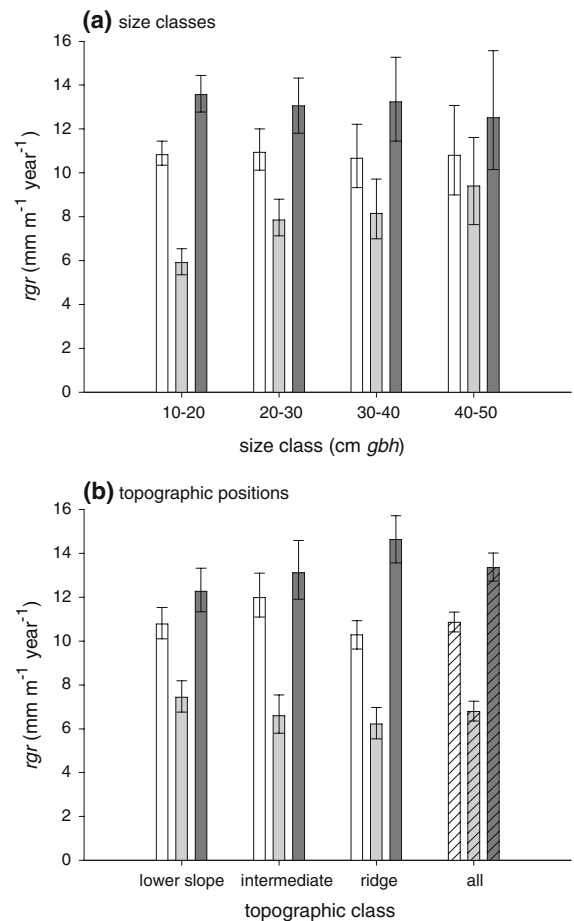 (a) size classes
16
14
12
10
8
6
4
2
0
rgr (mm m⁻¹ year⁻¹)
10-20 20-30 30-40 40-50
size class (cm gbh)
(b) topographic positions
16
14
12
10
8
6
4
2
0
rgr (mm m⁻¹ year⁻¹)
lower slope intermediate ridge all
topographic class